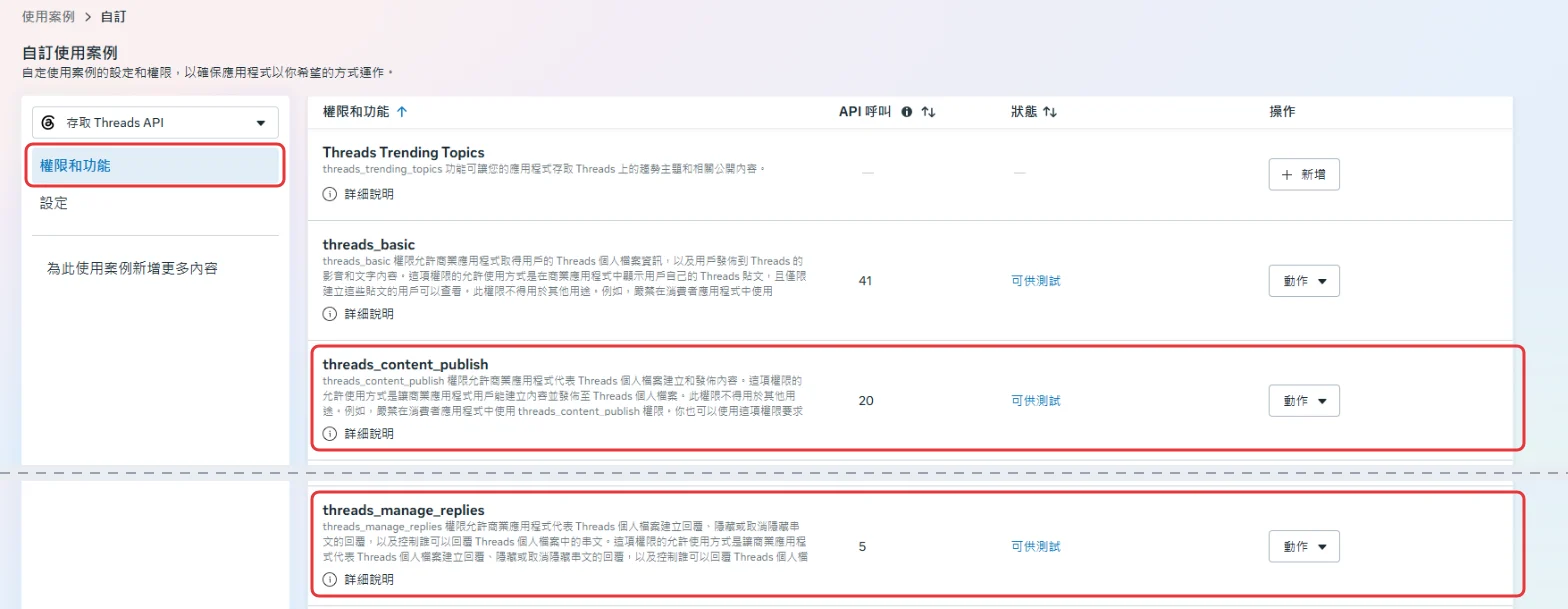 使用案例 > 自訂
自訂使用案例
自定使用案例的設定和權限，以確保應用程式以你希望的方式運作。
存取 Threads API
權限和功能
設定
為此使用案例新增更多內容
權限和功能 ↑ API 呼叫 狀態 操作
Threads Trending Topics
threads_trending_topics 功能可讓您的應用程式存取 Threads 上的趨勢主題和相關公開內容。
— —
+ 新增
詳細說明
threads_basic
threads_basic 權限允許商業應用程式取得用戶的 Threads 個人檔案資訊，以及用戶發佈到 Threads 的
影音和文字內容。這項權限的允許使用方式是在商業應用程式中顯示用戶自己的 Threads 貼文，且僅限
建立這些貼文的用戶可以查看。此權限不得用於其他用途。例如，嚴禁在消費者應用程式中使用
41 可供測試 動作
詳細說明
threads_content_publish
threads_content_publish 權限允許商業應用程式代表 Threads 個人檔案建立和發佈內容。這項權限的
允許使用方式是讓商業應用程式用戶能建立內容並發佈至 Threads 個人檔案。此權限不得用於其他用
途。例如，嚴禁在消費者應用程式中使用 threads_content_publish 權限。你也可以使用這項權限要求
20 可供測試 動作
詳細說明
threads_manage_replies
threads_manage_replies 權限允許商業應用程式代表 Threads 個人檔案建立回覆、隱藏或取消隱藏串
文的回覆，以及控制誰可以回覆 Threads 個人檔案中的串文。這項權限的允許使用方式是讓商業應用程
式代表 Threads 個人檔案建立回覆、隱藏或取消隱藏串文的回覆，以及控制誰可以回覆 Threads 個人檔
5 可供測試 動作
詳細說明